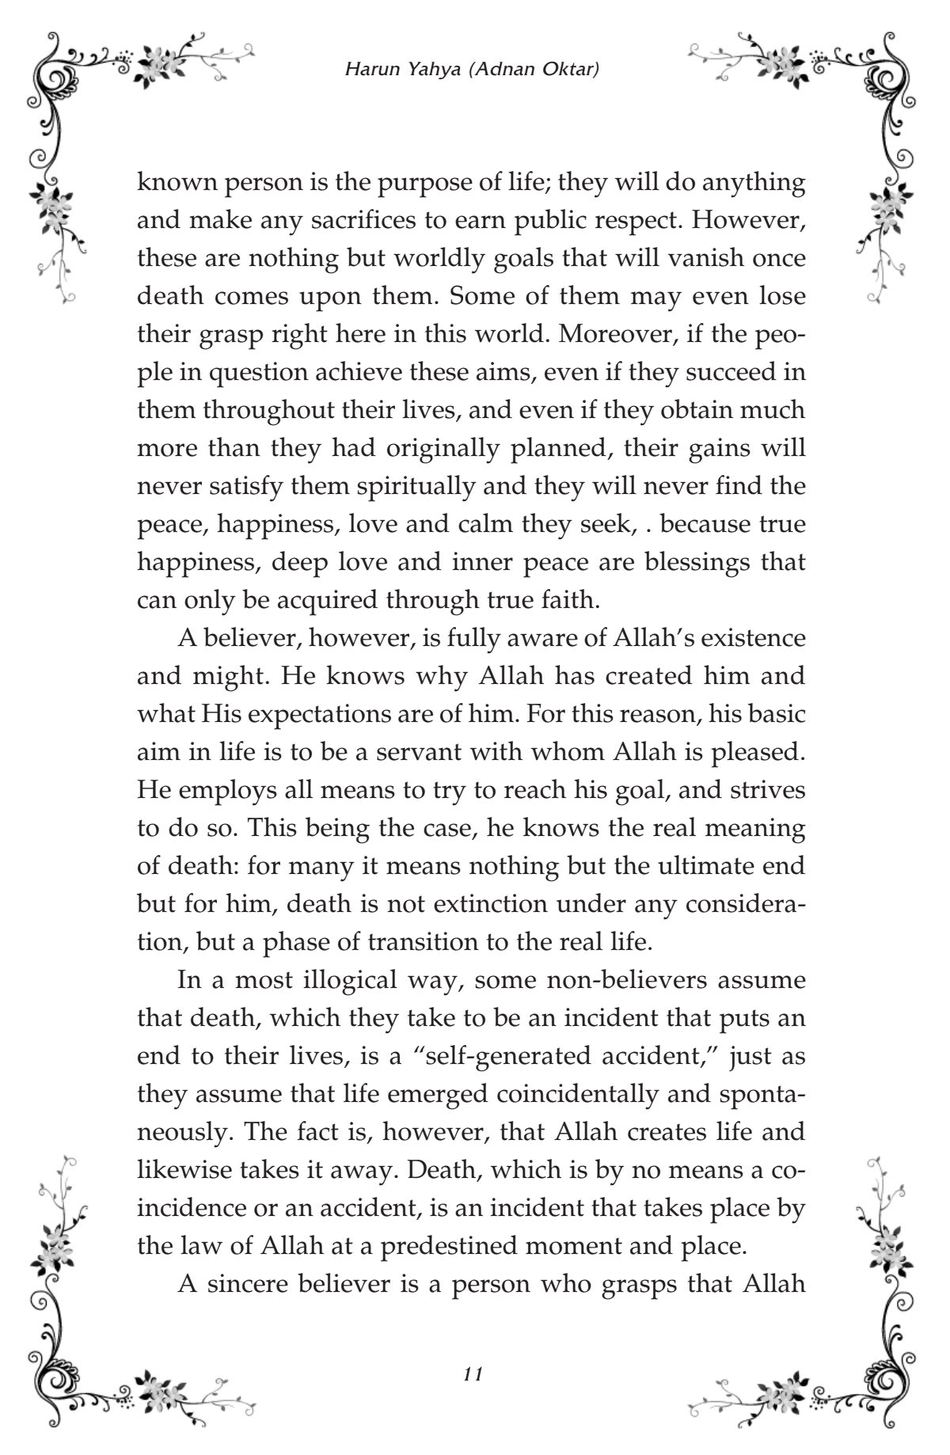 Harun Yahya (Adnan Oktar)
known person is the purpose of life; they will do anything
and make any sacrifices to earn public respect. However,
these are nothing but worldly goals that will vanish once
death comes upon them. Some of them may even lose
their grasp right here in this world. Moreover, if the peo-
ple in question achieve these aims, even if they succeed in
them throughout their lives, and even if they obtain much
more than they had originally planned, their gains will
never satisfy them spiritually and they will never find the
peace, happiness, love and calm they seek, . because true
happiness, deep love and inner peace are blessings that
can only be acquired through true faith.
A believer, however, is fully aware of Allah’s existence
and might. He knows why Allah has created him and
what His expectations are of him. For this reason, his basic
aim in life is to be a servant with whom Allah is pleased.
He employs all means to try to reach his goal, and strives
to do so. This being the case, he knows the real meaning
of death: for many it means nothing but the ultimate end
but for him, death is not extinction under any considera-
tion, but a phase of transition to the real life.
In a most illogical way, some non-believers assume
that death, which they take to be an incident that puts an
end to their lives, is a “self-generated accident,” just as
they assume that life emerged coincidentally and sponta-
neously. The fact is, however, that Allah creates life and
likewise takes it away. Death, which is by no means a co-
incidence or an accident, is an incident that takes place by
the law of Allah at a predestined moment and place.
A sincere believer is a person who grasps that Allah
11